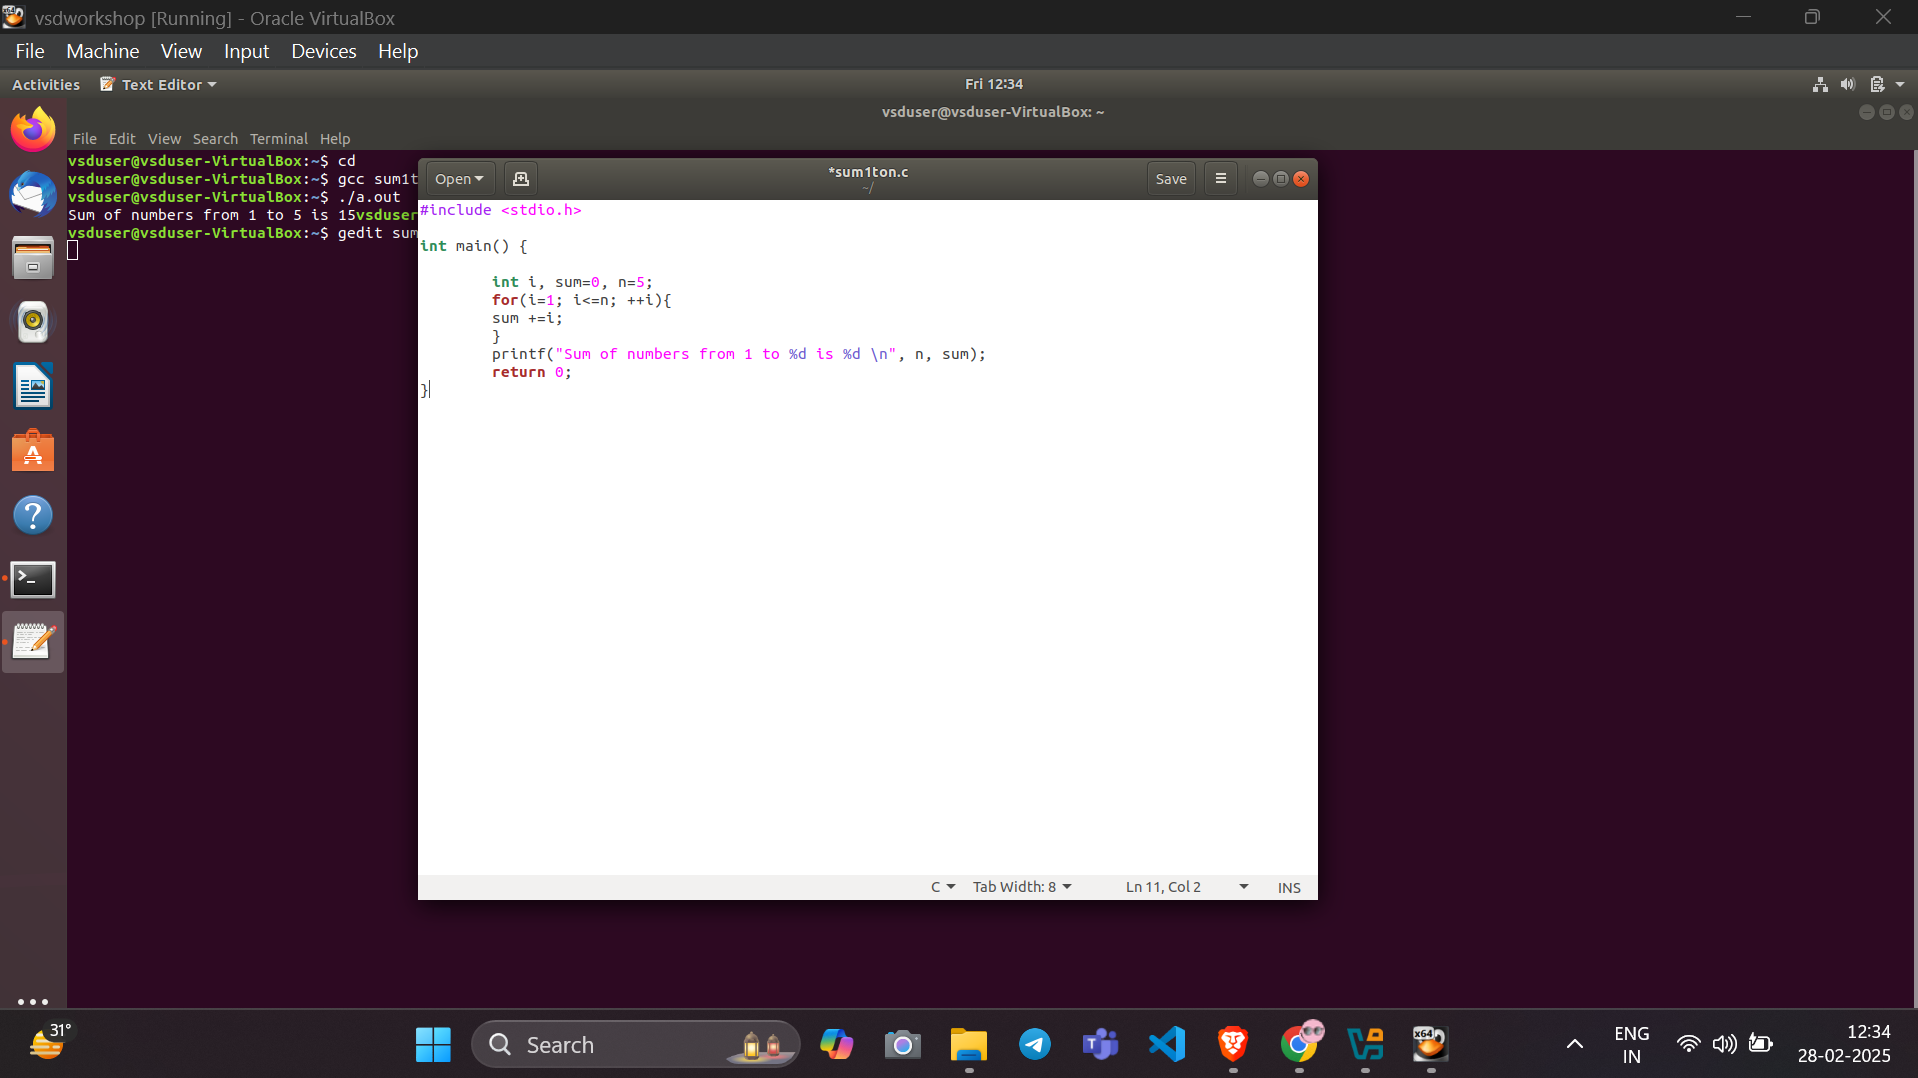 vsdworkshop [Running] - Oracle VirtualBox
File Machine View Input Devices Help
Activities Text Editor Fri 12:34
vsduser@vsduser-VirtualBox: ~
File Edit View Search Terminal Help
vsduser@vsduser-VirtualBox:~$ cd
vsduser@vsduser-VirtualBox:~$ gcc sum1t
vsduser@vsduser-VirtualBox:~$ ./a.out
Sum of numbers from 1 to 5 is 15vsduser
vsduser@vsduser-VirtualBox:~$ gedit sum
Open
*sum1ton.c
~/
Save
#include <stdio.h>
int main() {
int i, sum=0, n=5;
for(i=1; i<=n; ++i){
sum +=i;
}
printf("Sum of numbers from 1 to %d is %d \n", n, sum);
return 0;
}
C Tab Width: 8 Ln 11, Col 2 INS
31°
Search
x64
ENG
IN
12:34
28-02-2025